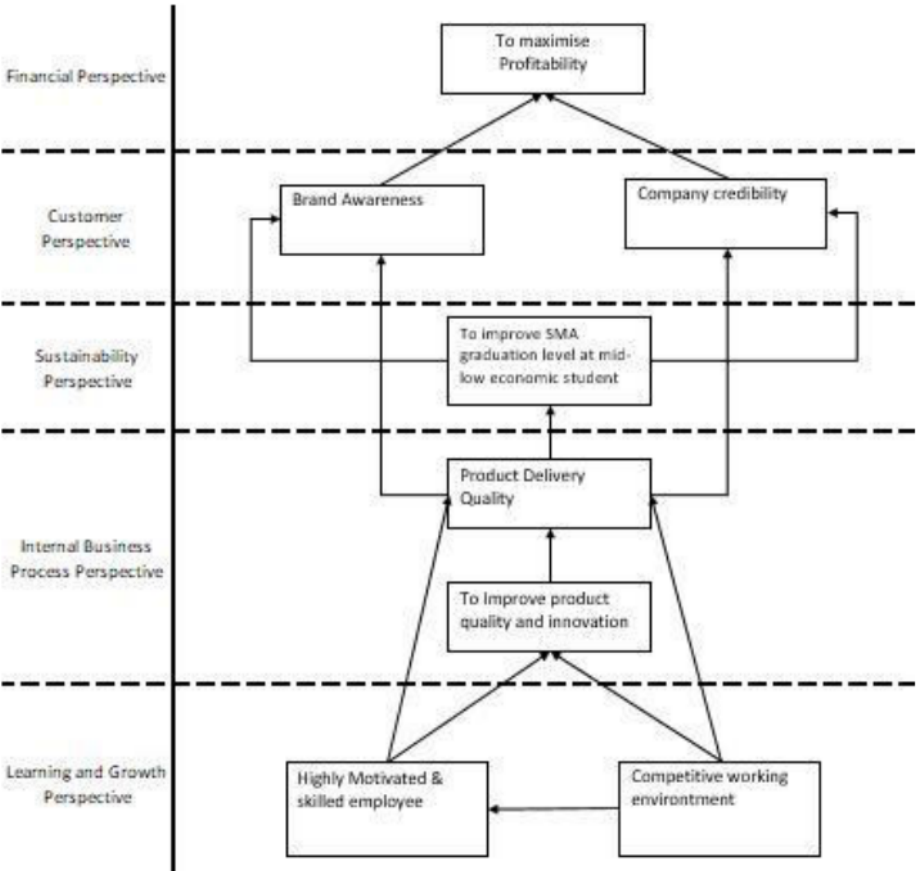 To maximise
Profitability
Financial Perspective
Brand Awareness
Company credibility
Customer
Perspective
To improve SMA
graduation level at mid-
low economic student
Sustainability
Perspective
Product Delivery
Quality
Internal Business
Process Perspective
To Improve product
quality and innovation
Learning and Growth
Perspective
Highly Motivated &
skilled employee
Competitive working
environtment